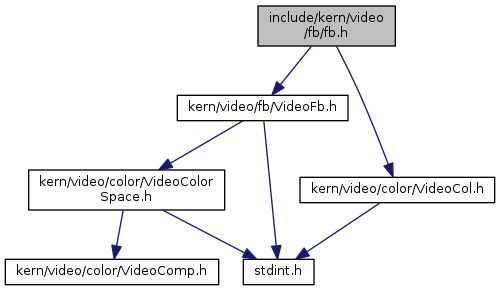 include/kern/video
/fb/fb.h
kern/video/fb/VideoFb.h
kern/video/color/VideoColor
Space.h
kern/video/color/VideoCol.h
kern/video/color/VideoComp.h
stdint.h